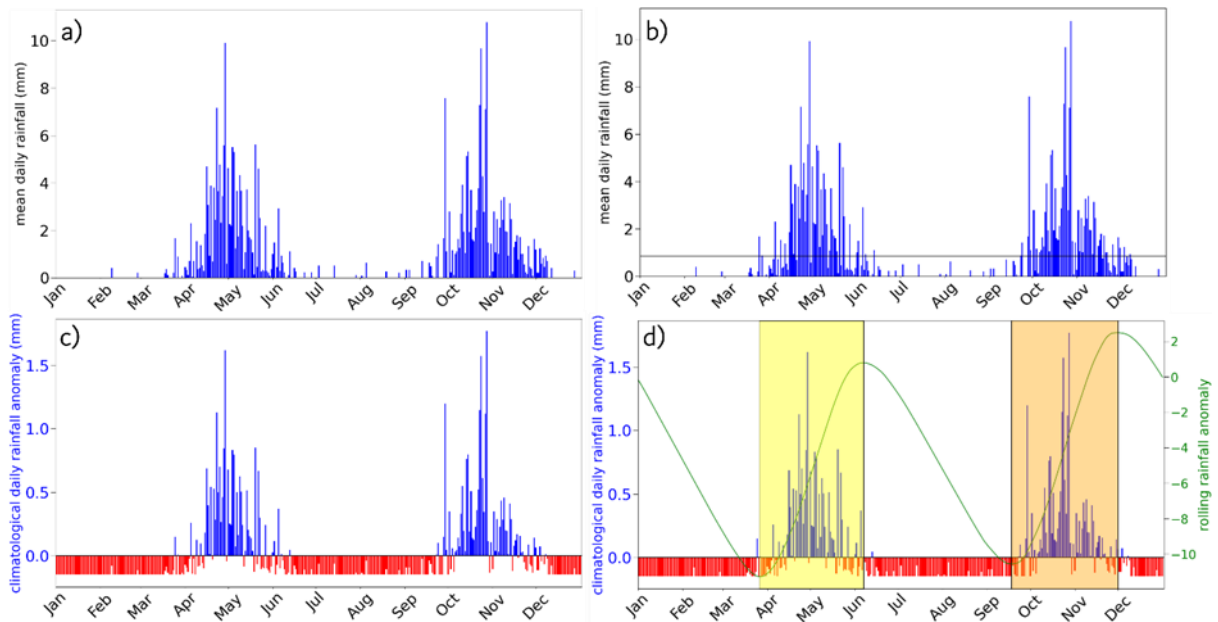 a)
mean daily rainfall (mm)
10
8
6
4
2
0
Jan Feb Mar Apr May Jun Jul Aug Sep Oct Nov Dec
b)
mean daily rainfall (mm)
10
8
6
4
2
0
Jan Feb Mar Apr May Jun Jul Aug Sep Oct Nov Dec
c)
climatological daily rainfall anomaly (mm)
1.5
1.0
0.5
0.0
Jan Feb Mar Apr May Jun Jul Aug Sep Oct Nov Dec
d)
climatological daily rainfall anomaly (mm)
1.5
1.0
0.5
0.0
2
0
−2
−4
−6
−8
−10
rolling rainfall anomaly
Jan Feb Mar Apr May Jun Jul Aug Sep Oct Nov Dec